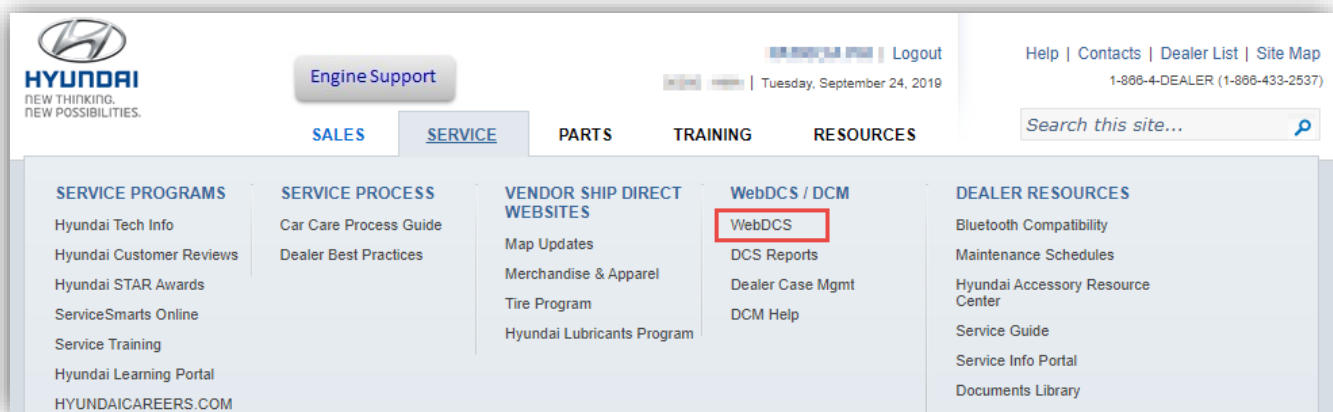 HYUNDAI
NEW THINKING.
NEW POSSIBILITIES.
Engine Support
| Logout
| Tuesday, September 24, 2019
Help | Contacts | Dealer List | Site Map
1-866-4-DEALER (1-866-433-2537)
Search this site...
SALES SERVICE PARTS TRAINING RESOURCES
SERVICE PROGRAMS
Hyundai Tech Info
Hyundai Customer Reviews
Hyundai STAR Awards
ServiceSmarts Online
Service Training
Hyundai Learning Portal
HYUNDAICAREERS.COM
SERVICE PROCESS
Car Care Process Guide
Dealer Best Practices
VENDOR SHIP DIRECT
WEBSITES
Map Updates
Merchandise & Apparel
Tire Program
Hyundai Lubricants Program
WebDCS / DCM
WebDCS
DCS Reports
Dealer Case Mgmt
DCM Help
DEALER RESOURCES
Bluetooth Compatibility
Maintenance Schedules
Hyundai Accessory Resource
Center
Service Guide
Service Info Portal
Documents Library